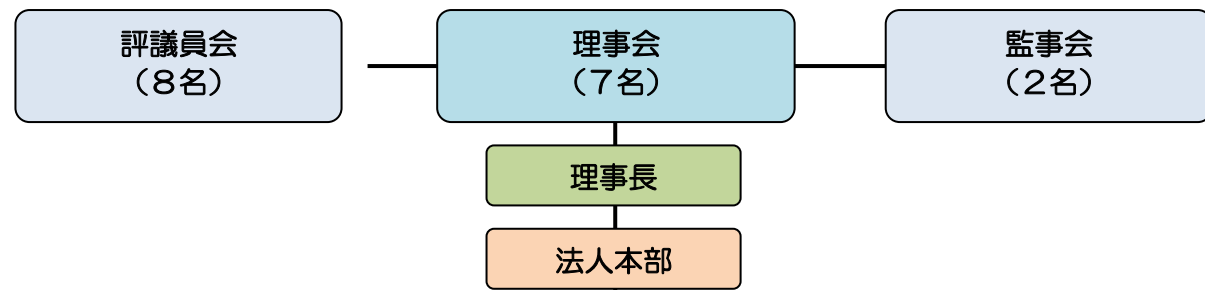 評議員会
（８名）
理事会
（７名）
監事会
（２名）
理事長
法人本部